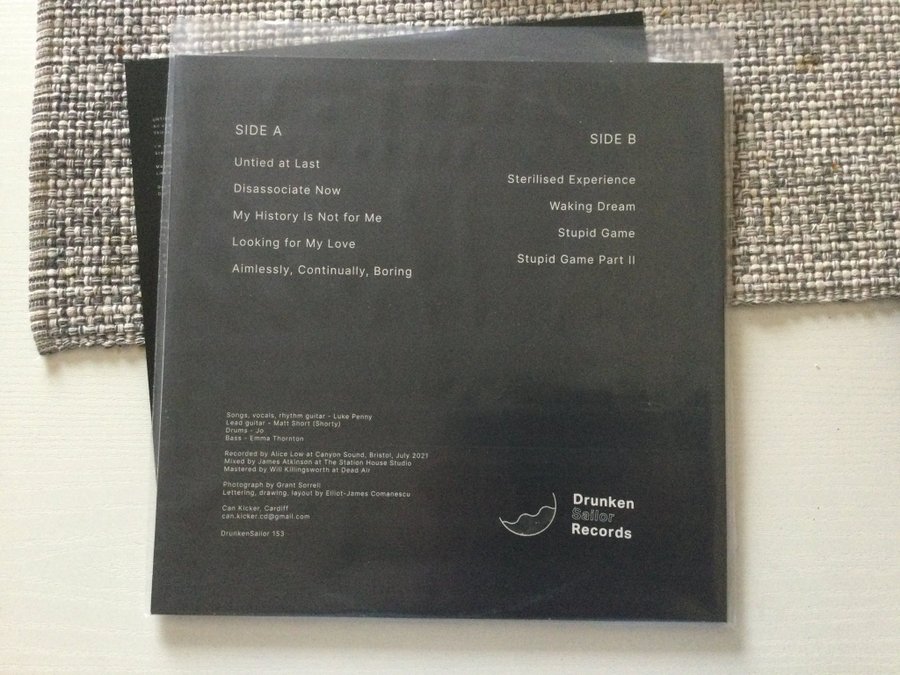 SIDE A
Untied at Last
Disassociate Now
My History Is Not for Me
Looking for My Love
Aimlessly, Continually, Boring
SIDE B
Sterilised Experience
Waking Dream
Stupid Game
Stupid Game Part II
Songs, vocals, rhythm guitar - Luke Penny
Lead guitar - Matt Short (Shorty)
Drums - Jo
Bass - Emma Thornton
Recorded by Alice Low at Canyon Sound, Bristol, July 2021
Mixed by James Atkinson at The Station House Studio
Mastered by Will Killingsworth at Dead Air
Photograph by Grant Sorrell
Lettering, drawing, layout by Elliot-James Comanescu
Can Kicker, Cardiff
can.kicker.cd@gmail.com
DrunkenSailor 153
Drunken
Sailor
Records